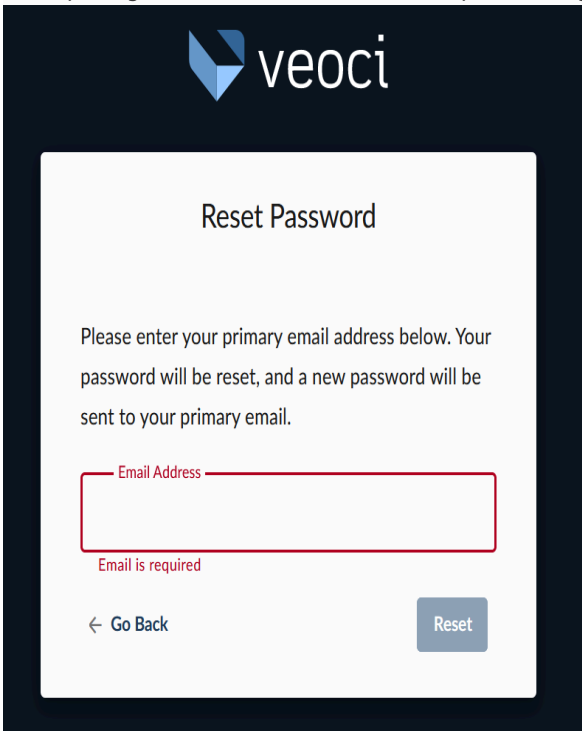 veoci
Reset Password
Please enter your primary email address below. Your
password will be reset, and a new password will be
sent to your primary email.
Email Address
Email is required
← Go Back
Reset